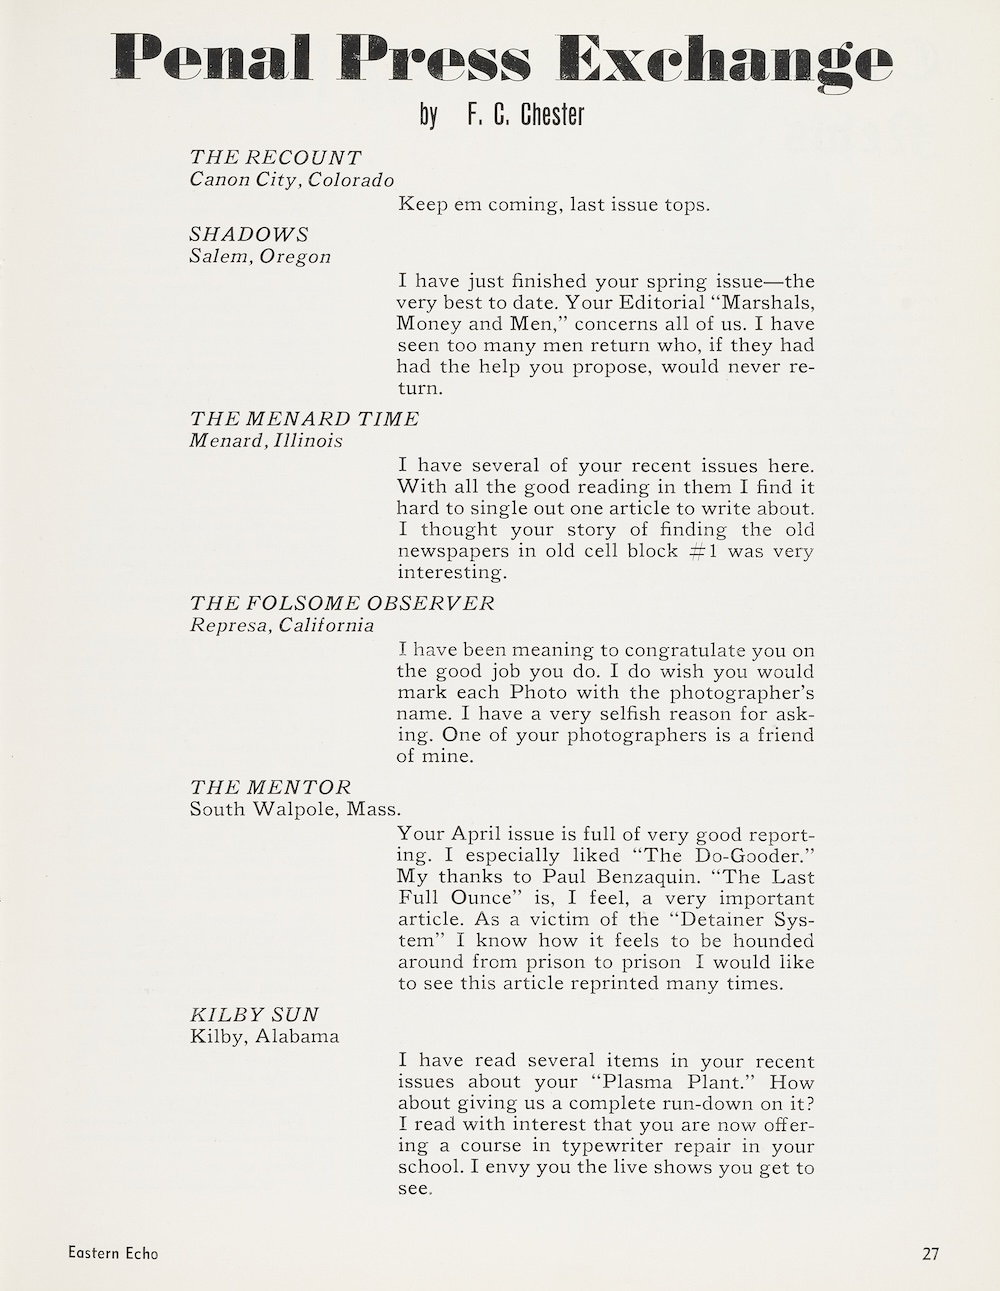 Penal Press Exchange
by F. C. Chester
THE RECOUNT
Canon City, Colorado
Keep em coming, last issue tops.
SHADOWS
Salem, Oregon
I have just finished your spring issue—the
very best to date. Your Editorial “Marshals,
Money and Men,” concerns all of us. I have
seen too many men return who, if they had
had the help you propose, would never re-
turn.
THE MENARD TIME
Menard, Illinois
I have several of your recent issues here.
With all the good reading in them I find it
hard to single out one article to write about.
I thought your story of finding the old
newspapers in old cell block #1 was very
interesting.
THE FOLSOME OBSERVER
Represa, California
I have been meaning to congratulate you on
the good job you do. I do wish you would
mark each Photo with the photographer’s
name. I have a very selfish reason for ask-
ing. One of your photographers is a friend
of mine.
THE MENTOR
South Walpole, Mass.
Your April issue is full of very good report-
ing. I especially liked “The Do-Gooder.”
My thanks to Paul Benzaquin. “The Last
Full Ounce” is, I feel, a very important
article. As a victim of the “Detainer Sys-
tem” I know how it feels to be hounded
around from prison to prison I would like
to see this article reprinted many times.
KILBY SUN
Kilby, Alabama
I have read several items in your recent
issues about your “Plasma Plant.” How
about giving us a complete run-down on it?
I read with interest that you are now offer-
ing a course in typewriter repair in your
school. I envy you the live shows you get to
see.
Eastern Echo
27